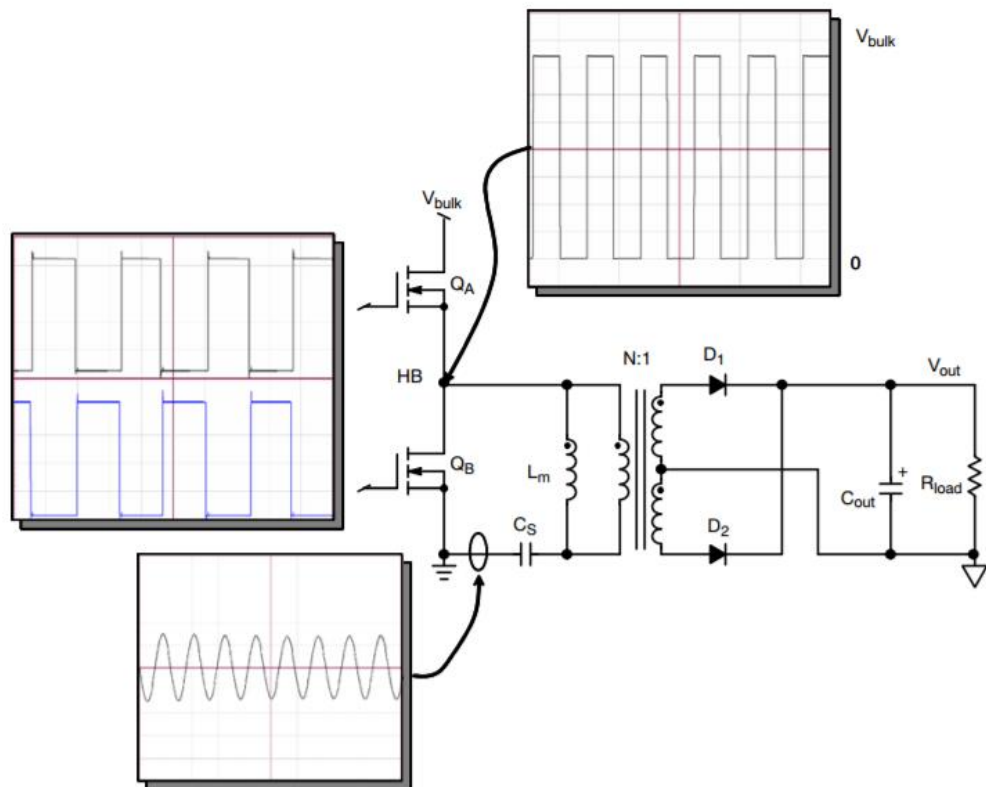 V_bulk
0
V_bulk
Q_A
HB
Q_B
N:1
D_1
V_out
L_m
C_out
+
R_load
C_S
D_2